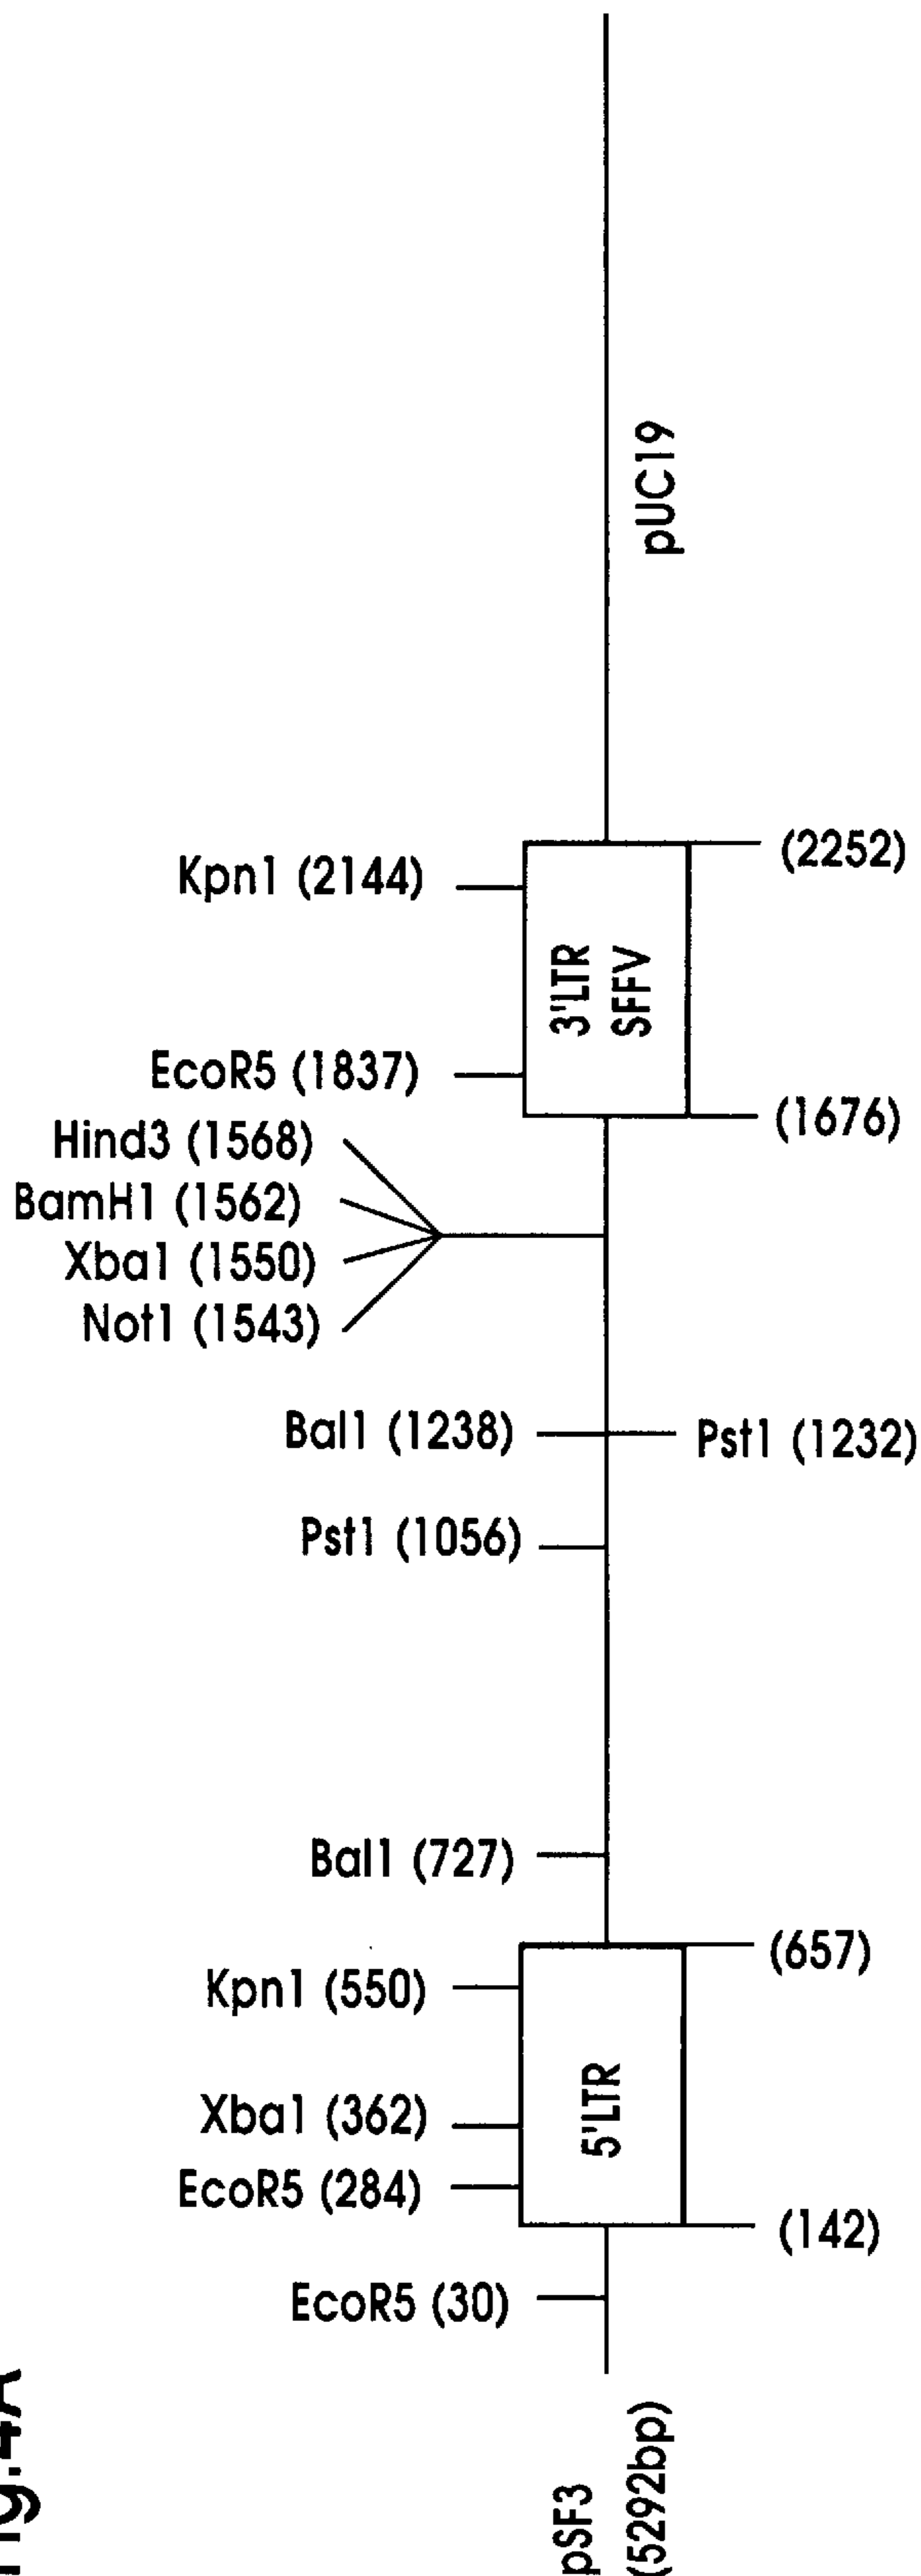 pUC19
Kpn1 (2144)
(2252)
3'LTR
SFFV
EcoR5 (1837)
(1676)
Hind3 (1568)
BamH1 (1562)
Xba1 (1550)
Not1 (1543)
Bal1 (1238)
Pst1 (1232)
Pst1 (1056)
Bal1 (727)
(657)
Kpn1 (550)
5'LTR
Xba1 (362)
EcoR5 (284)
(142)
EcoR5 (30)
pSF3
(5292bp)